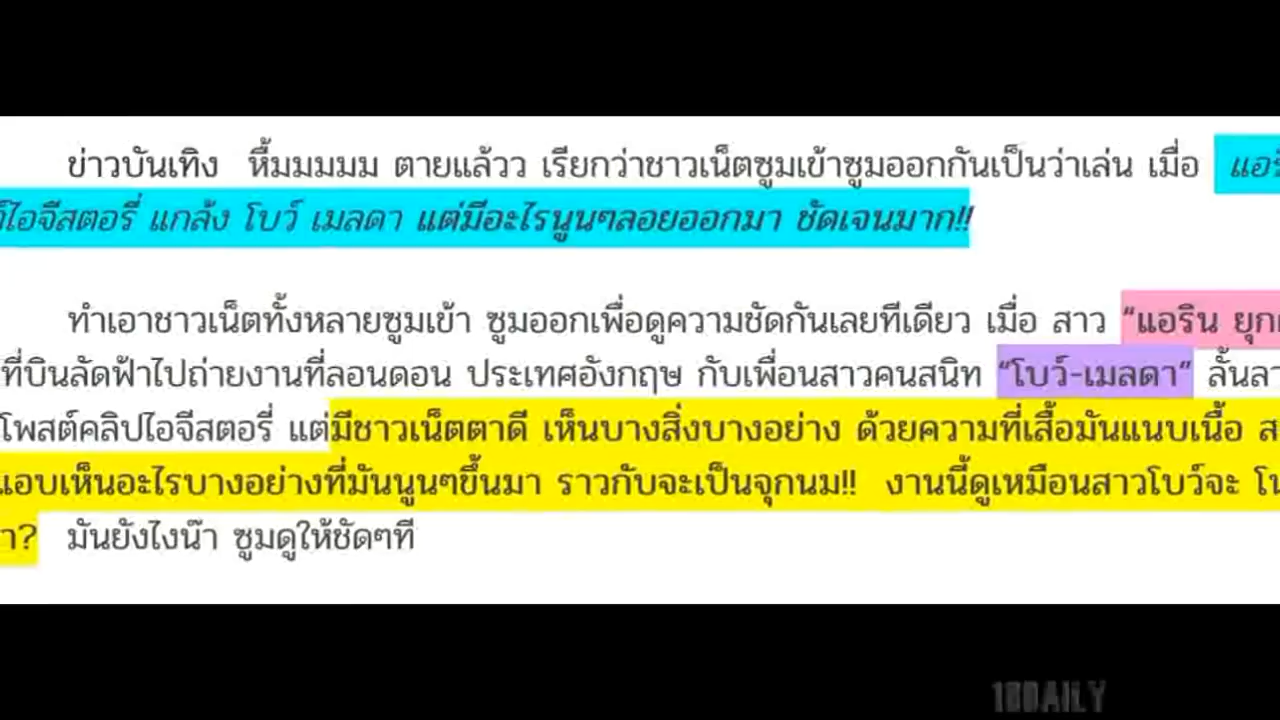 ข่าวบันเทิง หื้มมมมม ตายแล้วว เรียกว่าชาวเน็ตซูมเข้าซูมออกกันเป็นว่าเล่น เมื่อ
ไอจีสตอรี่ แกล้ง โบว์ เมลดา แต่มีอะไรนูนๆลอยออกมา ชัดเจนมาก!!
ทำเอาชาวเน็ตทั้งหลายซูมเข้า ซูมออกเพื่อดูความชัดกันเลยทีเดียว เมื่อ สาว “แอริน
ที่บินลัดฟ้าไปถ่ายงานที่ลอนดอน ประเทศอังกฤษ กับเพื่อนสาวคนสนิท “โบว์-เมลดา”
โพสต์คลิปไอจีสตอรี่ แต่มีชาวเน็ตตาดี เห็นบางสิ่งบางอย่าง ด้วยความที่เสื้อมันแนบเนื้อ
แอบเห็นอะไรบางอย่างที่มันนูนๆขึ้นมา ราวกับจะเป็นจุกนม!! งานนี้ดูเหมือนสาวโบว์จะ
า? มันยังไงน๊า ซูมดูให้ชัดๆที